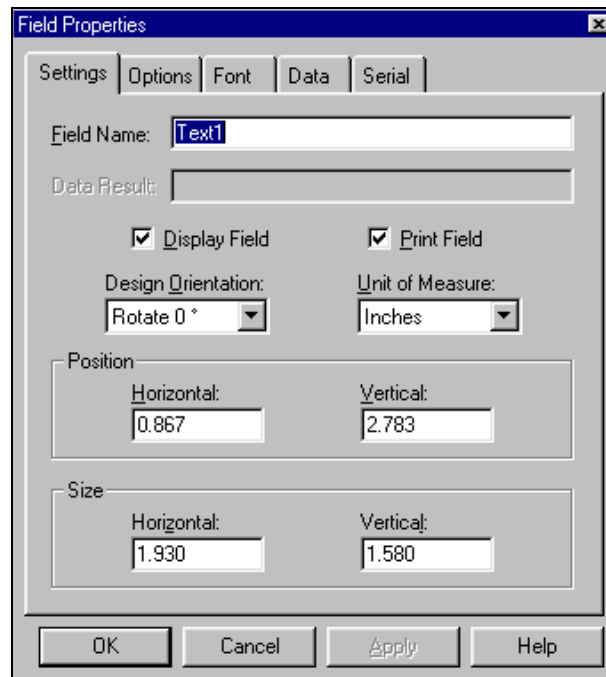 Field Properties
Settings Options Font Data Serial
Field Name: Text1
Data Result:
Display Field Print Field
Design Orientation: Unit of Measure:
Rotate 0 ° Inches
Position
Horizontal: Vertical:
0.867 2.783
Size
Horizontal: Vertical:
1.930 1.580
OK Cancel Apply Help